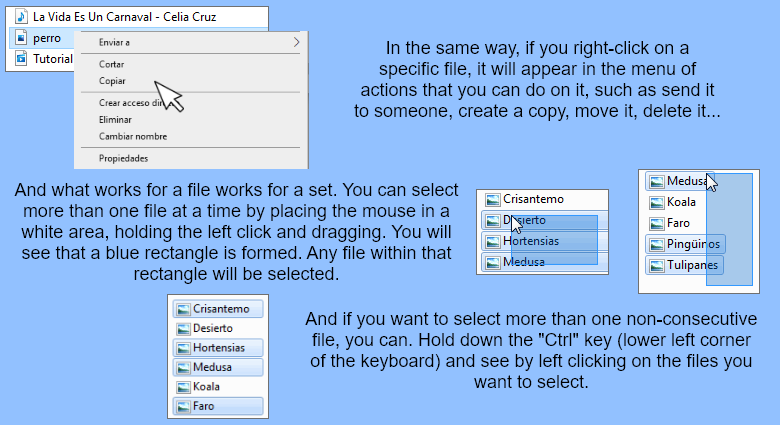 La Vida Es Un Carnaval - Celia Cruz
perro
Tutorial
Enviar a
Cortar
Copiar
Crear acceso
Eliminar
Cambiar nombre
Propiedades
In the same way, if you right-click on a
specific file, it will appear in the menu of
actions that you can do on it, such as send it
to someone, create a copy, move it, delete it...
And what works for a file works for a set. You can select
more than one file at a time by placing the mouse in a
white area, holding the left click and dragging. You will
see that a blue rectangle is formed. Any file within that
rectangle will be selected.
Crisantemo
Desierto
Hortensias
Medusa
Medusa
Koala
Faro
Pingüinos
Tulipanes
Crisantemo
Desierto
Hortensias
Medusa
Koala
Faro
And if you want to select more than one non-consecutive
file, you can. Hold down the "Ctrl" key (lower left corner
of the keyboard) and see by left clicking on the files you
want to select.